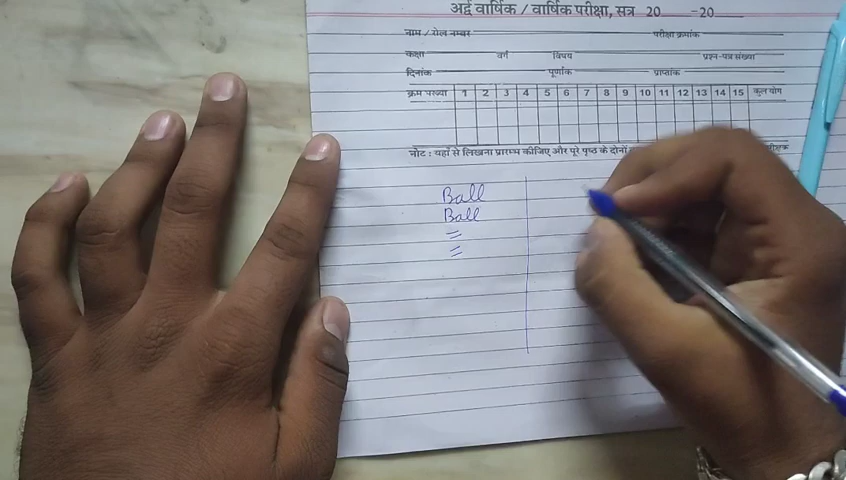 अर्द्व वार्षिक / वार्षिक परीक्षा, सत्र 20 -20
नाम / रोल नम्बर परीक्षा क्रमांक
कक्षा वर्ग विषय प्रश्न-पत्र संख्या
दिनांक पूर्णांक प्राप्तांक
क्रम संख्या 1 2 3 4 5 6 7 8 9 10 11 12 13 14 15 कुल योग
नोट : यहाँ से लिखना प्रारम्भ कीजिए और पूरे पृष्ठ के दोनों
Ball
Ball
=
=